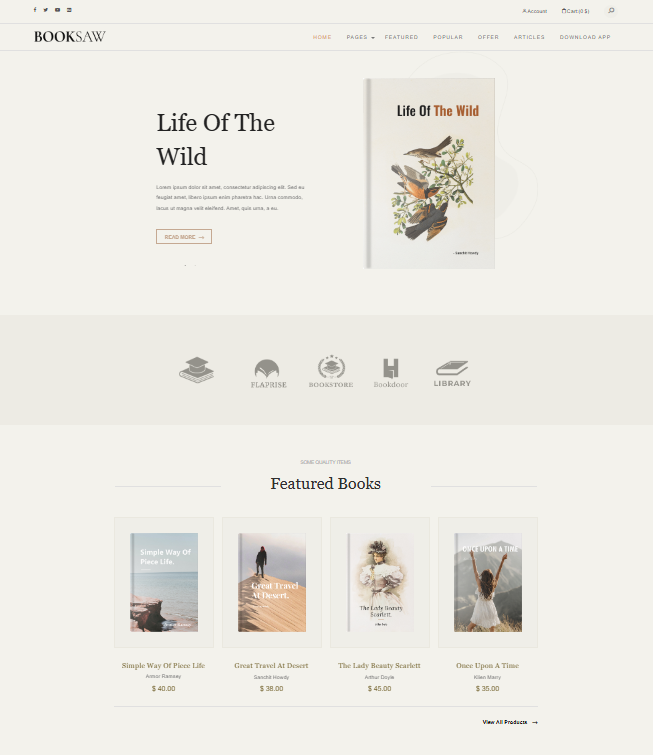 Account
Cart:(0 $)
BOOKSAW
HOME
PAGES
FEATURED
POPULAR
OFFER
ARTICLES
DOWNLOAD APP
Life Of The
Wild
Lorem ipsum dolor sit amet, consectetur adipiscing elit. Sed eu
feugiat amet, libero ipsum enim pharetra hac. Urna commodo,
lacus ut magna velit eleifend. Amet, quis urna, a eu.
READ MORE →
Life Of The Wild
FLAPRISE
BOOKSTORE
Bookdoor
LIBRARY
SOME QUALITY ITEMS
Featured Books
Simple Way Of
Piece Life.
Great Travel
At Desert.
The Lady Beauty
Scarlett.
ONCE UPON A TIME
Simple Way Of Piece Life
Armor Ramsey
$ 40.00
Great Travel At Desert
Sanchit Howdy
$ 38.00
The Lady Beauty Scarlett
Arthur Doyle
$ 45.00
Once Upon A Time
Klien Marry
$ 35.00
View All Products →